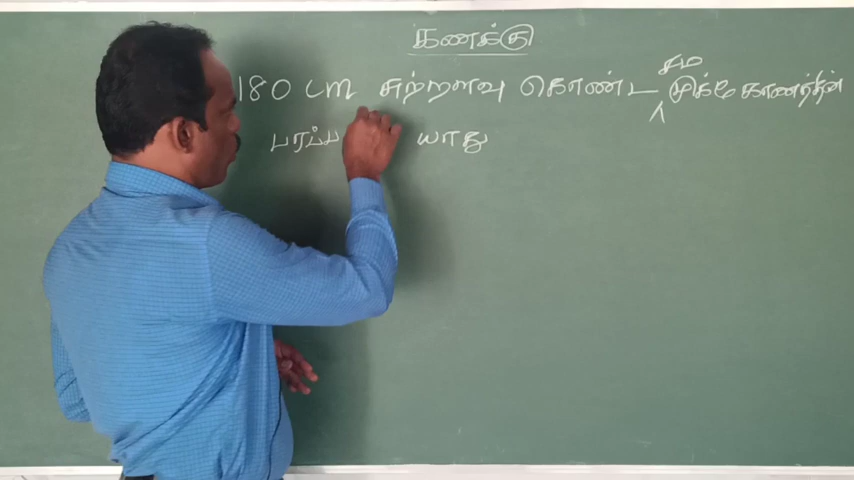 கணக்கு
180 cm சுற்றளவு கொண்ட சம முக்கோணத்தின்
பரப்ப யாது